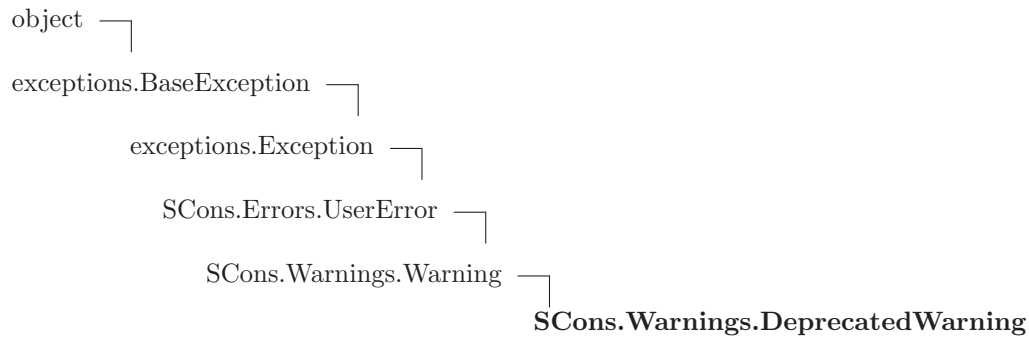 object
exceptions.BaseException
exceptions.Exception
SCons.Errors.UserError
SCons.Warnings.Warning
SCons.Warnings.DeprecatedWarning